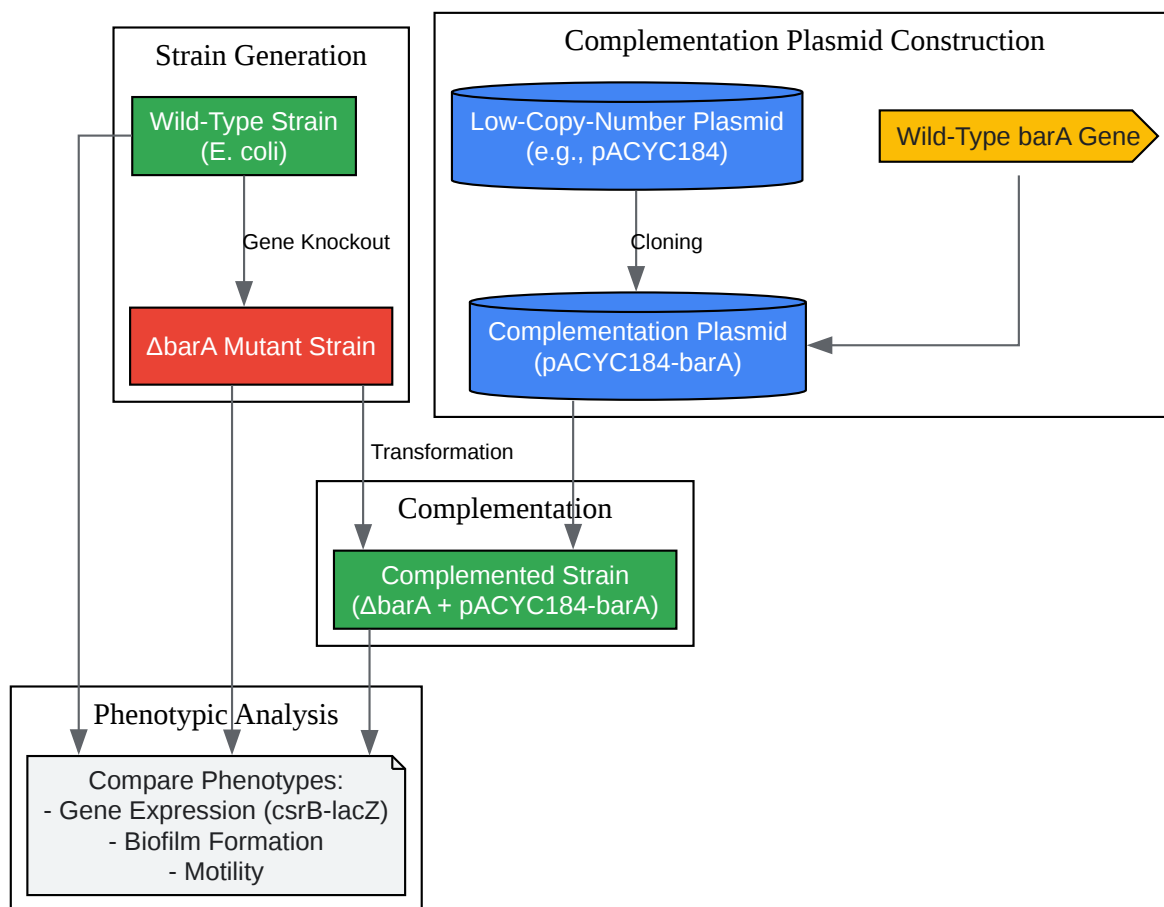 Strain Generation
Wild-Type Strain
(E. coli)
Gene Knockout
ΔbarA Mutant Strain
Complementation Plasmid Construction
Low-Copy-Number Plasmid
(e.g., pACYC184)
Wild-Type barA Gene
Cloning
Complementation Plasmid
(pACYC184-barA)
Transformation
Complementation
Complemented Strain
(ΔbarA + pACYC184-barA)
Phenotypic Analysis
Compare Phenotypes:
- Gene Expression (csrB-lacZ)
- Biofilm Formation
- Motility